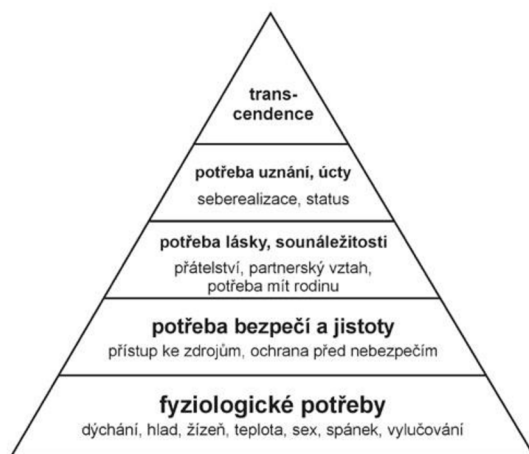 trans-
cendence
potřeba uznání, úcty
seberealizace, status
potřeba lásky, sounáležitosti
přátelství, partnerský vztah,
potřeba mít rodinu
potřeba bezpečí a jistoty
přístup ke zdrojům, ochrana před nebezpečím
fyziologické potřeby
dýchání, hlad, žízeň, teplota, sex, spánek, vylučování